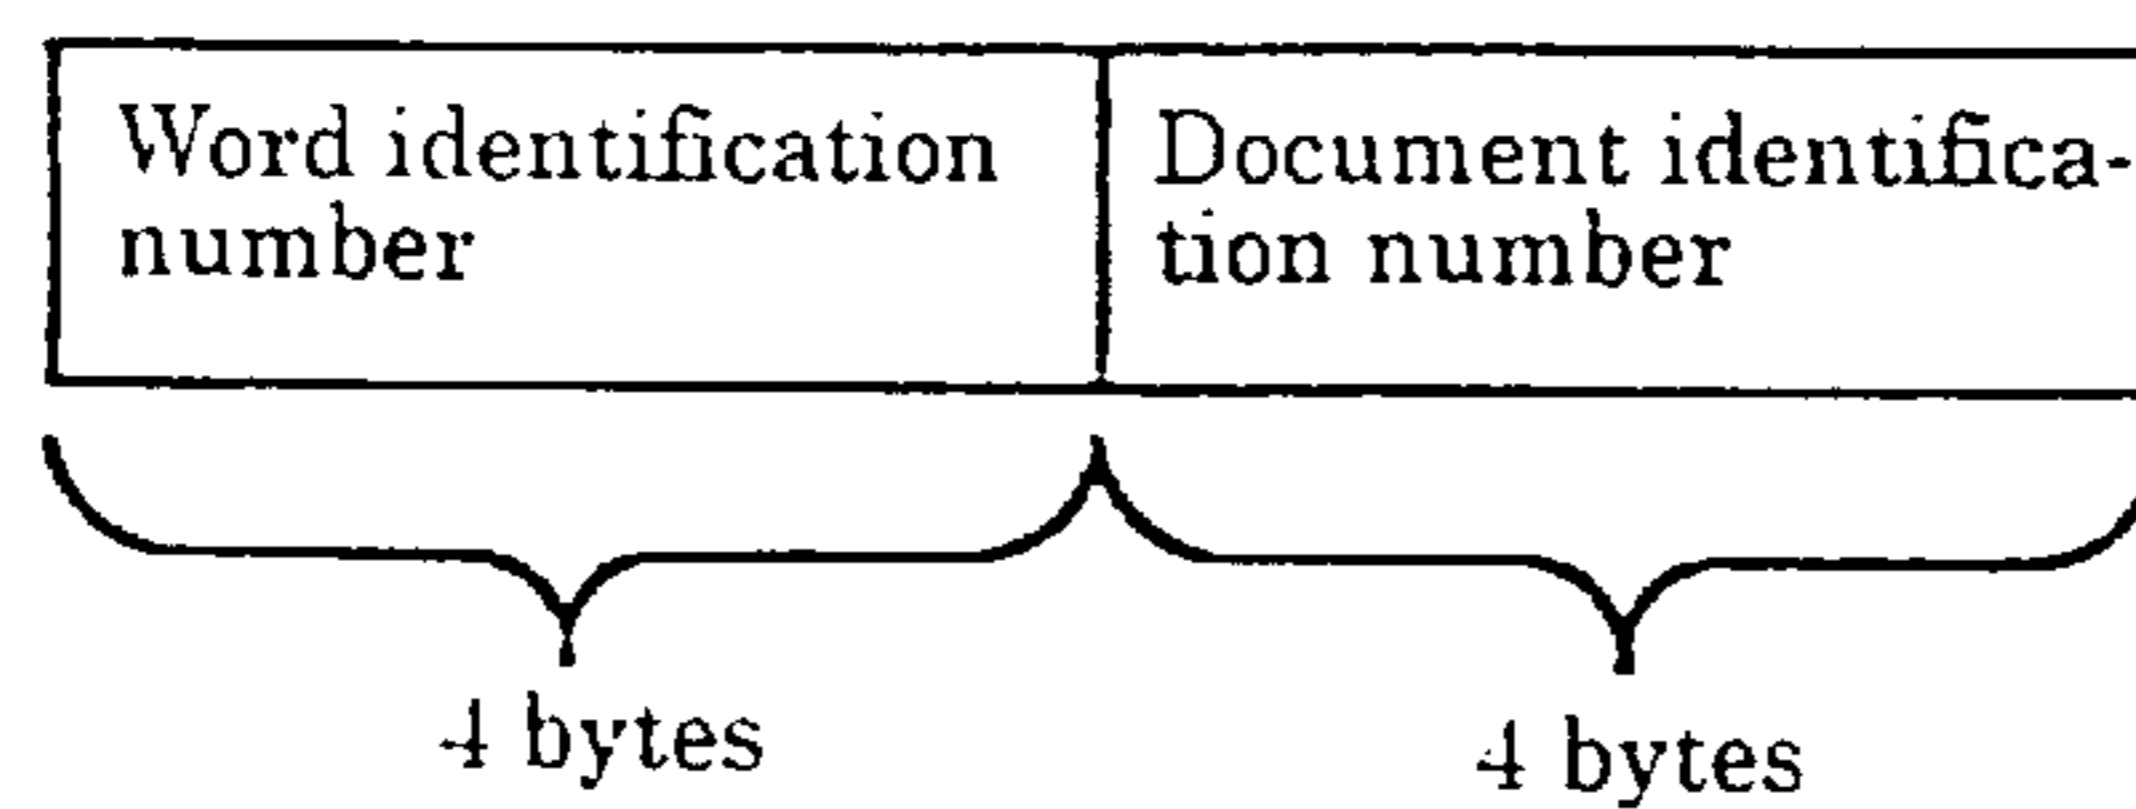 Word identification
number
Document identifica-
tion number
4 bytes
4 bytes